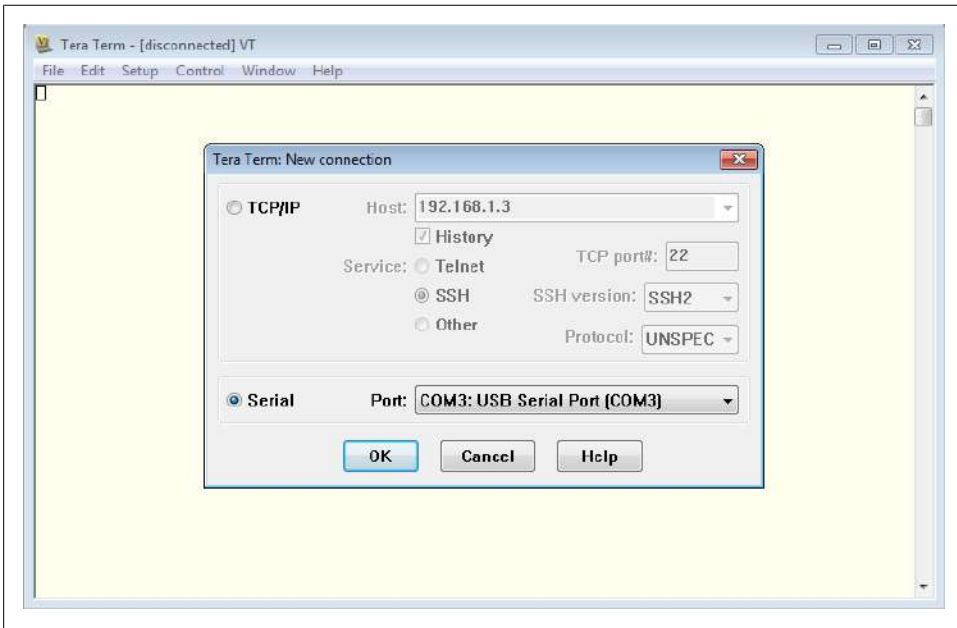 Tera Term - [disconnected] VT
File Edit Setup Control Window Help
Tera Term: New connection
TCP/IP Host: 192.168.1.3
History
Service: Telnet TCP port#: 22
SSH SSH version: SSH2
Other Protocol: UNSPEC
Serial Port: COM3: USB Serial Port (COM3)
OK Cancel Help